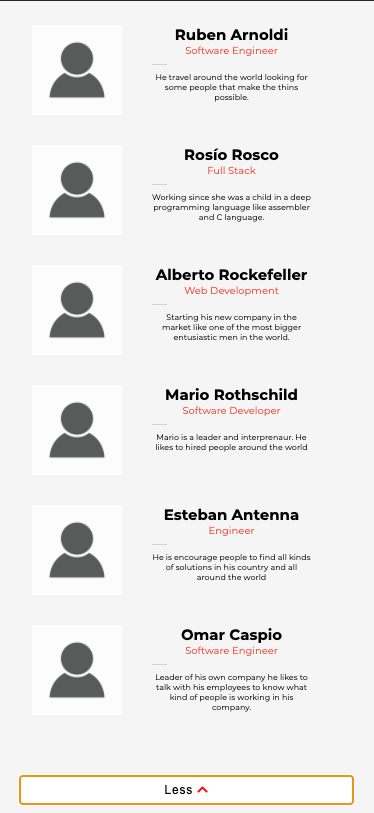 Ruben Arnoldi
Software Engineer
He travel around the world looking for
some people that make the thins
possible.
Rosío Rosco
Full Stack
Working since she was a child in a deep
programming language like assembler
and C language.
Alberto Rockefeller
Web Development
Starting his new company in the
market like one of the most bigger
entusiastic men in the world.
Mario Rothschild
Software Developer
Mario is a leader and interprenaur. He
likes to hired people around the world
Esteban Antenna
Engineer
He is encourage people to find all kinds
of solutions in his country and all
around the world
Omar Caspio
Software Engineer
Leader of his own company he likes to
talk with his employees to know what
kind of people is working in his
company.
Less